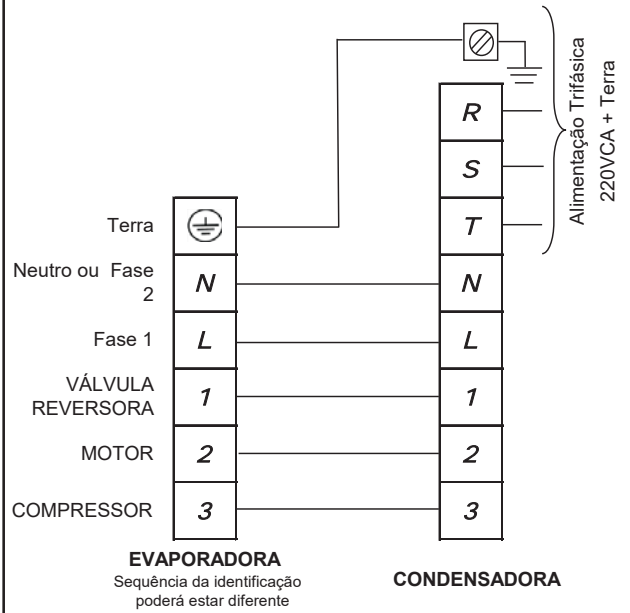 Alimentação Trifásica
220VCA + Terra
R
S
T
Terra
Neutro ou Fase
2
N
N
Fase 1
L
L
VÁLVULA
REVERSORA
1
1
MOTOR
2
2
COMPRESSOR
3
3
EVAPORADORA
Sequência da identificação
poderá estar diferente
CONDENSADORA